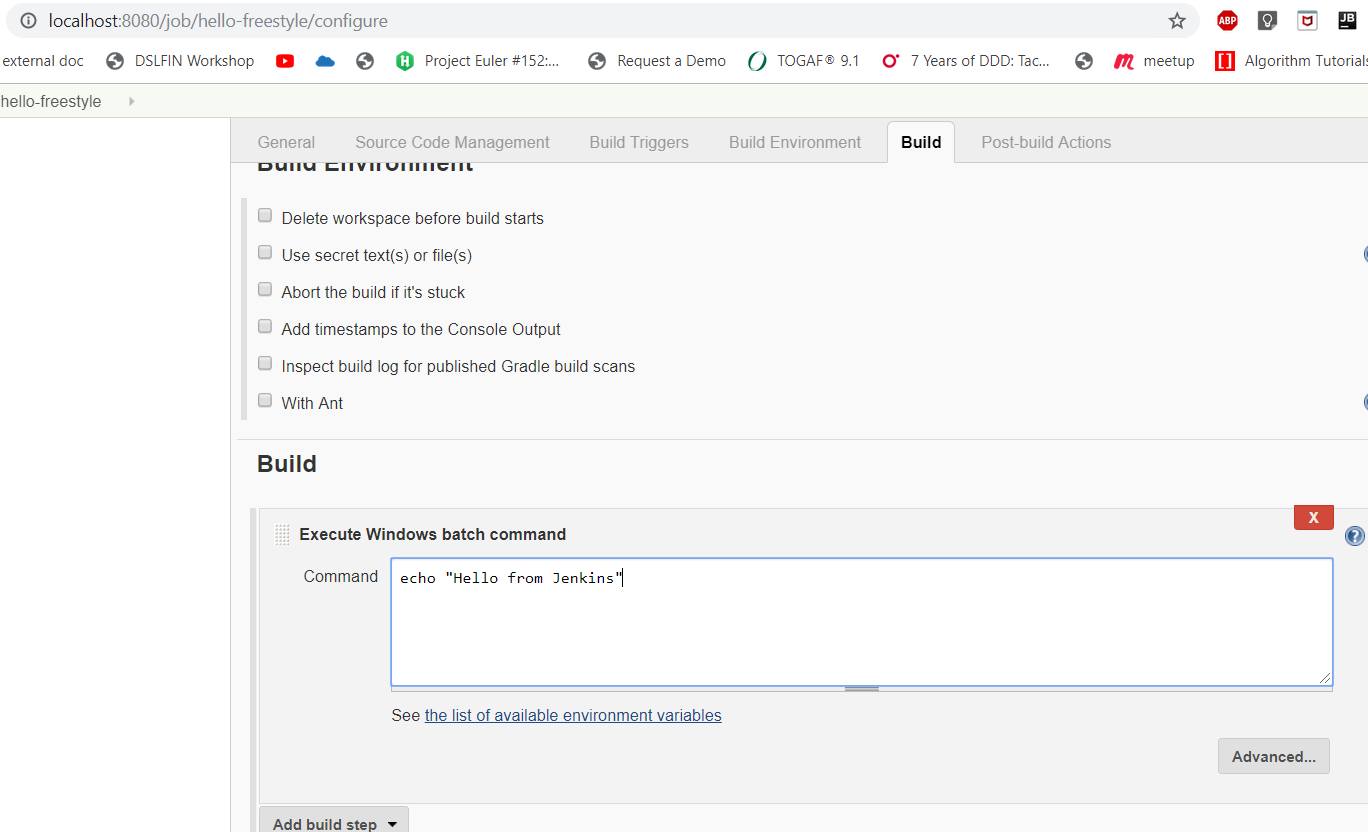 localhost:8080/job/hello-freestyle/configure ABP JB
external doc DSLFIN Workshop H Project Euler #152:... Request a Demo TOGAF® 9.1 7 Years of DDD: Tac... m meetup [] Algorithm Tutorials
hello-freestyle
General Source Code Management Build Triggers Build Environment Build Post-build Actions
Build Environment
Delete workspace before build starts
Use secret text(s) or file(s)
Abort the build if it's stuck
Add timestamps to the Console Output
Inspect build log for published Gradle build scans
With Ant
Build
X
Execute Windows batch command ?
Command echo "Hello from Jenkins"
See the list of available environment variables
Advanced...
Add build step